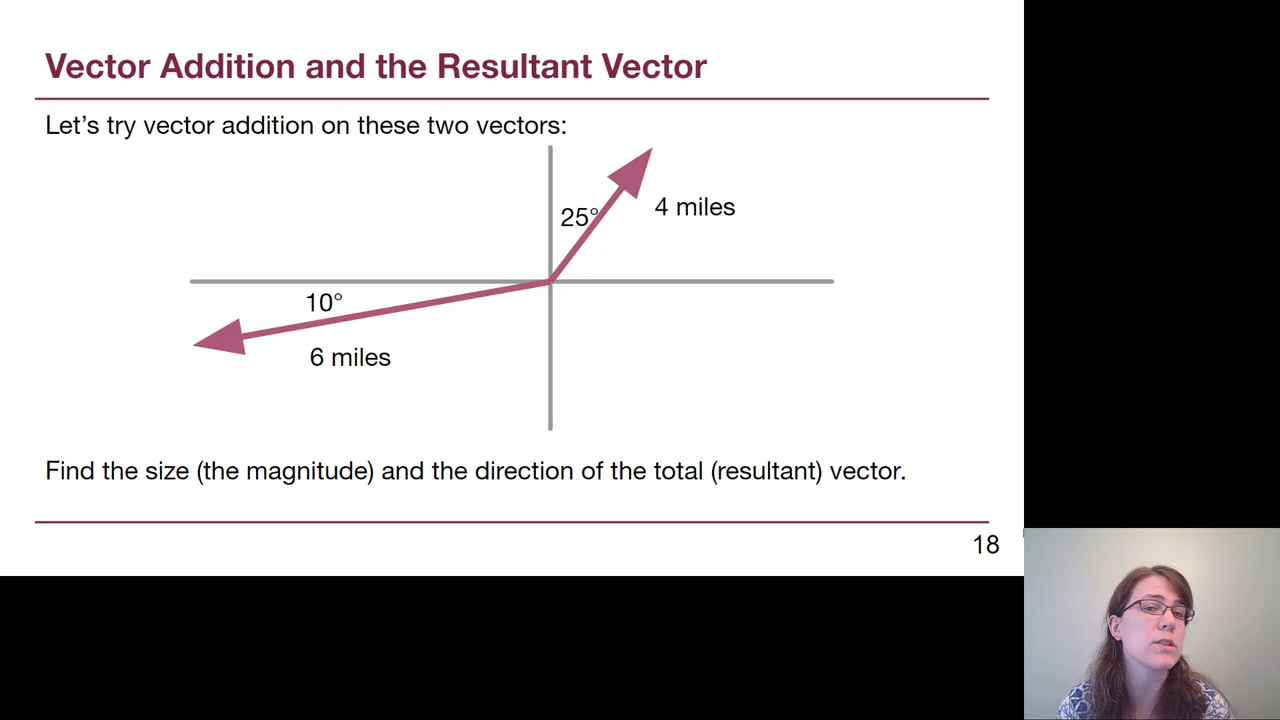 Vector Addition and the Resultant Vector
Let’s try vector addition on these two vectors:
25°
4 miles
10°
6 miles
Find the size (the magnitude) and the direction of the total (resultant) vector.
18